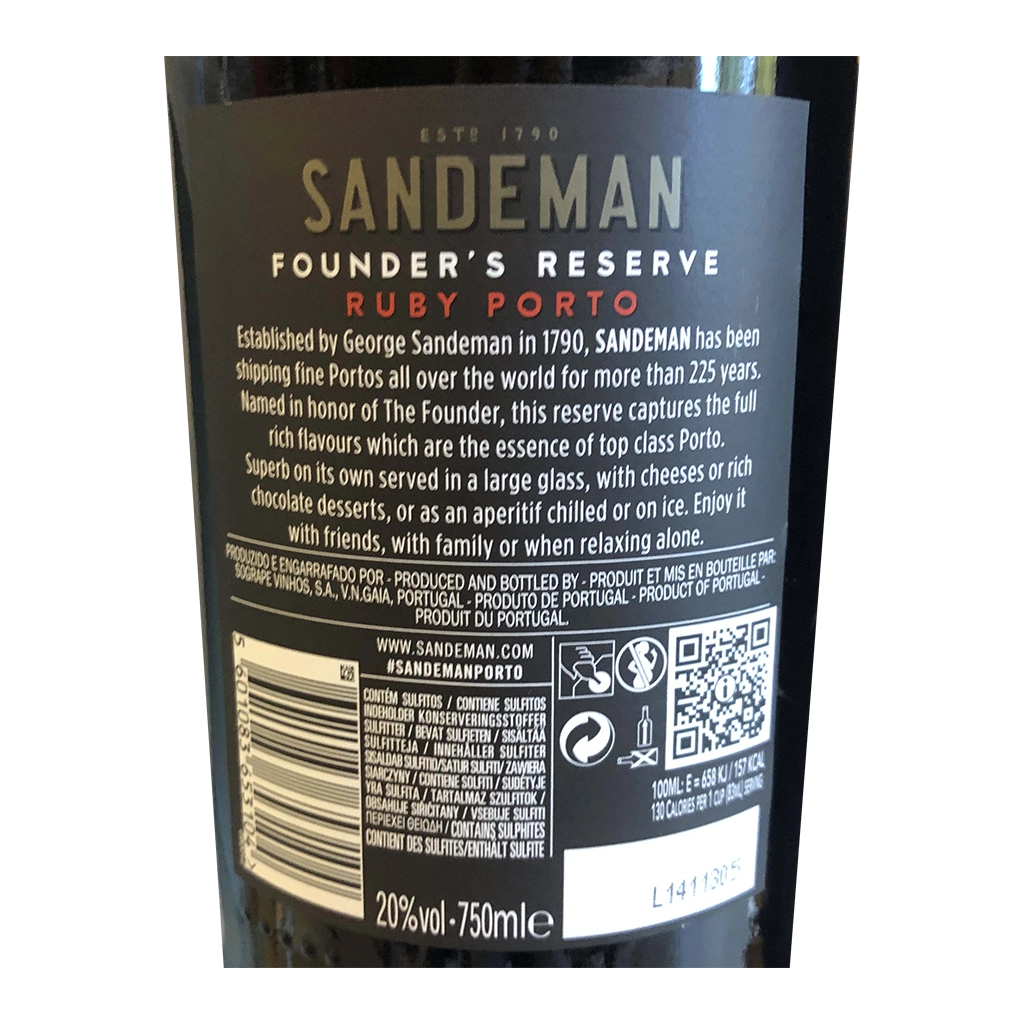 ESTD 1790
SANDEMAN
FOUNDER'S RESERVE
RUBY PORTO
Established by George Sandeman in 1790, SANDEMAN has been
shipping fine Portos all over the world for more than 225 years.
Named in honor of The Founder, this reserve captures the full
rich flavours which are the essence of top class Porto.
Superb on its own served in a large glass, with cheeses or rich
chocolate desserts, or as an aperitif chilled or on ice. Enjoy it
with friends, with family or when relaxing alone.
PRODUZIDO E ENGARRAFADO POR - PRODUCED AND BOTTLED BY - PRODUIT ET MIS EN BOUTEILLE PAR:
SOGRAPE VINHOS, S.A., V.N.GAIA, PORTUGAL - PRODUTO DE PORTUGAL - PRODUCT OF PORTUGAL -
PRODUIT DU PORTUGAL.
WWW.SANDEMAN.COM
#SANDEMANPORTO
CONTÉM SULFITOS / CONTIENE SULFITOS
INDEHOLDER KONSERVERINGSSTOFFER
SULFITTER / BEVAT SULFIETEN / SISÄLTÄÄ
SULFITTEJA / INNEHÅLLER SULFITER
SISALDAB SULFITID/SATUR SULFITUS/ ZAWIERA
SIARCZYNY / CONTIENE SOLFITI / SUDĖTYJE
YRA SULFITA / TARTALMAZ SZULFITOK /
OBSAHUJE SIŘIČITANY / VSEBUJE SULFITI
ΠΕΡΙΕΧΕΙ ΘΕΙΩΔΗ / CONTAINS SULPHITES
CONTIENT DES SULFITES/ENTHÄLT SULFITE
100ML: E = 658 KJ / 157 KCAL
130 CALORIES PER 1 CUP (83ML) SERVING
20%vol - 750ml e
L1411305